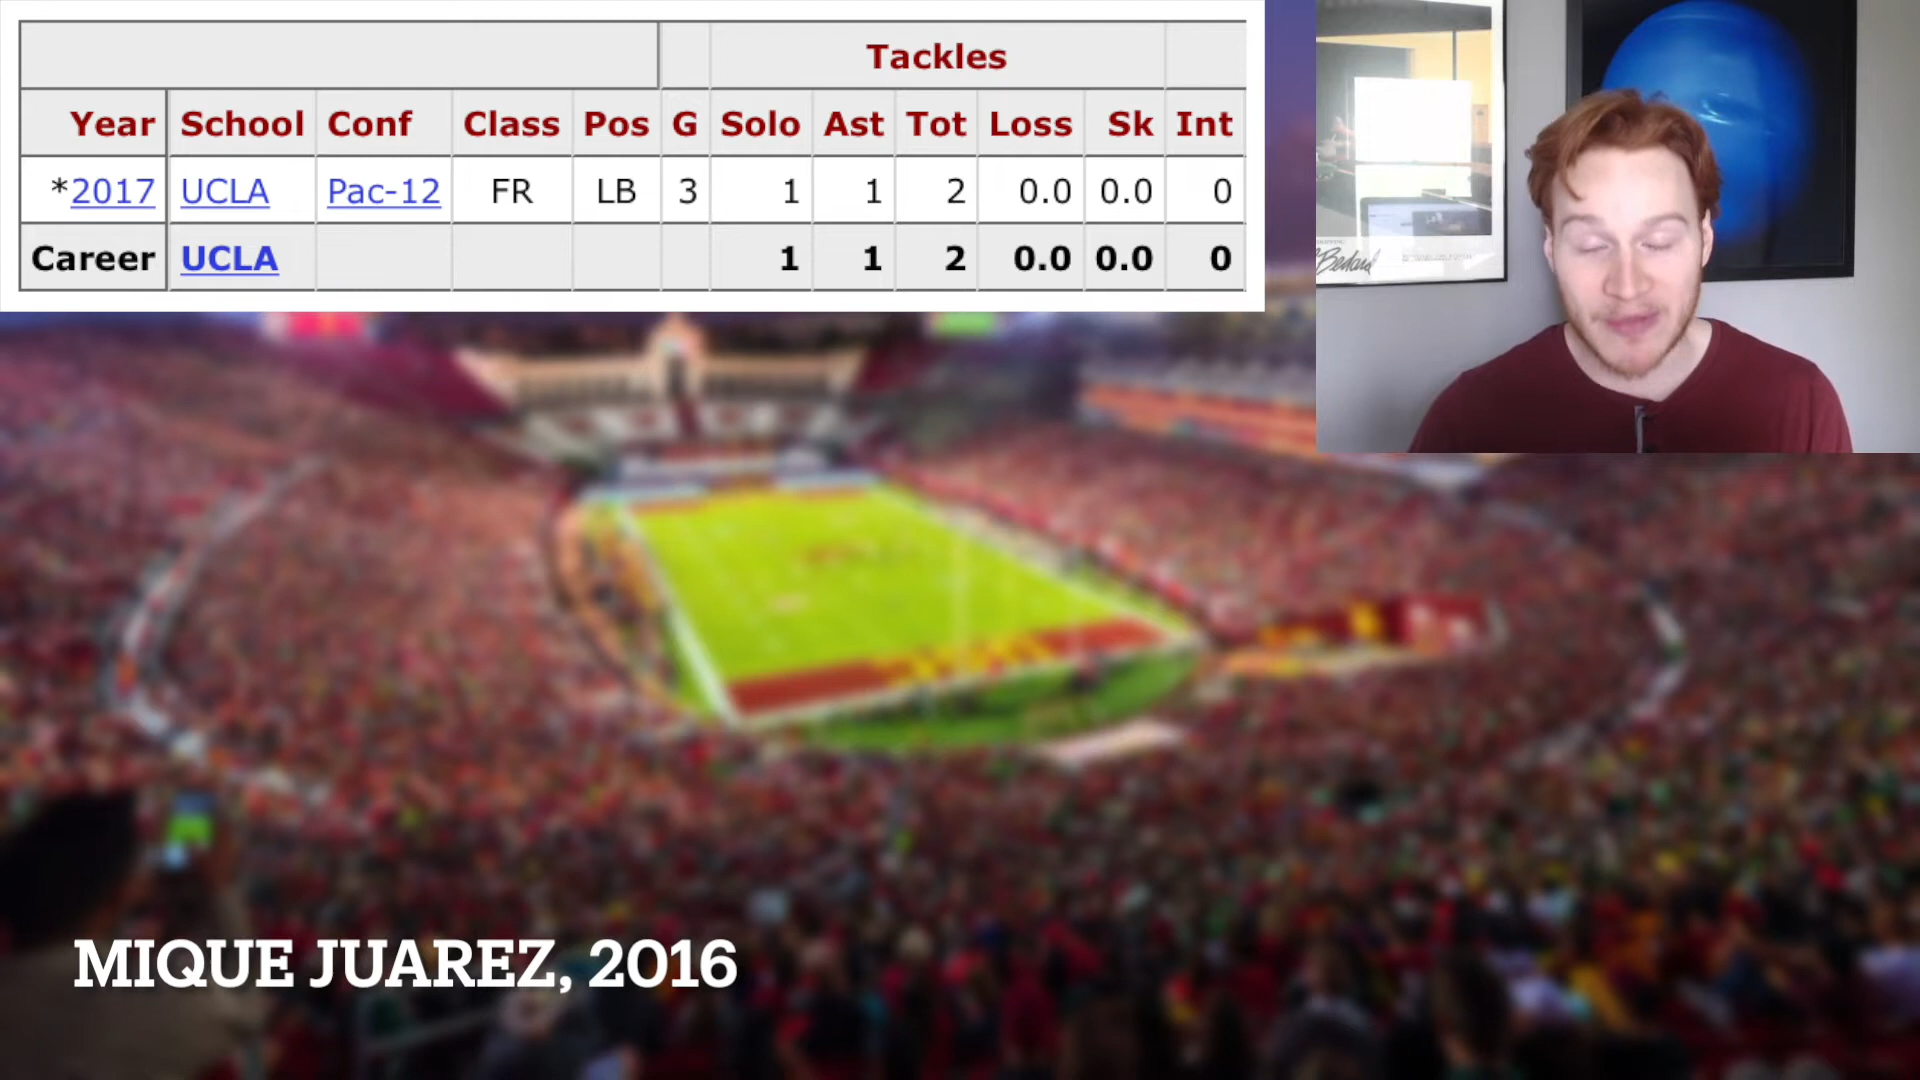 Tackles
Year School Conf Class Pos G Solo Ast Tot Loss Sk Int
*2017 UCLA Pac-12 FR LB 3 1 1 2 0.0 0.0 0
Career UCLA 1 1 2 0.0 0.0 0
Bedard
MIQUE JUAREZ, 2016